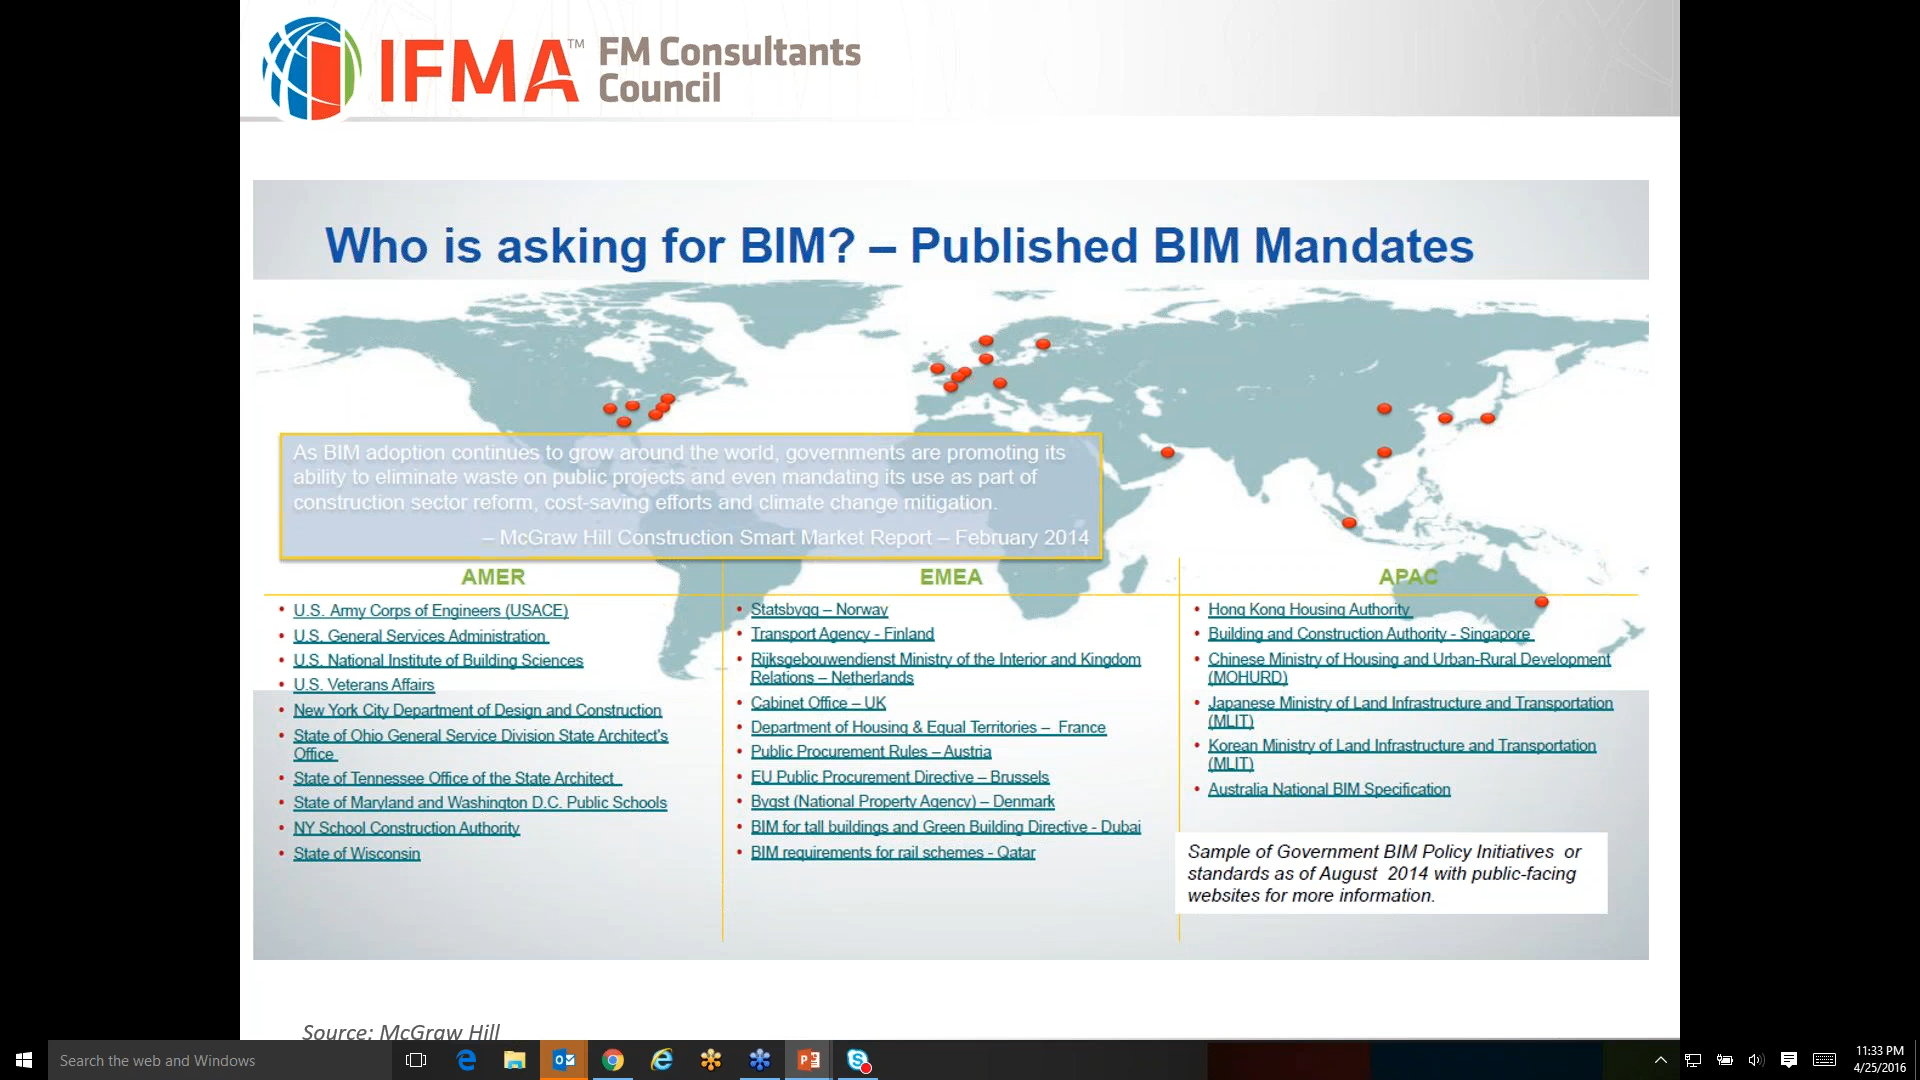 IFMA™ FM Consultants
Council
Who is asking for BIM? – Published BIM Mandates
As BIM adoption continues to grow around the world, governments are promoting its
ability to eliminate waste on public projects and even mandating its use as part of
construction sector reform, cost-saving efforts and climate change mitigation.
– McGraw Hill Construction Smart Market Report – February 2014
AMER
• U.S. Army Corps of Engineers (USACE)
• U.S. General Services Administration
• U.S. National Institute of Building Sciences
• U.S. Veterans Affairs
• New York City Department of Design and Construction
• State of Ohio General Service Division State Architect's
Office
• State of Tennessee Office of the State Architect
• State of Maryland and Washington D.C. Public Schools
• NY School Construction Authority
• State of Wisconsin
EMEA
• Statsbygg – Norway
• Transport Agency - Finland
• Rijksgebouwendienst Ministry of the Interior and Kingdom
Relations – Netherlands
• Cabinet Office – UK
• Department of Housing & Equal Territories – France
• Public Procurement Rules – Austria
• EU Public Procurement Directive – Brussels
• Bygst (National Property Agency) – Denmark
• BIM for tall buildings and Green Building Directive - Dubai
• BIM requirements for rail schemes - Qatar
APAC
• Hong Kong Housing Authority
• Building and Construction Authority - Singapore
• Chinese Ministry of Housing and Urban-Rural Development
(MOHURD)
• Japanese Ministry of Land Infrastructure and Transportation
(MLIT)
• Korean Ministry of Land Infrastructure and Transportation
(MLIT)
• Australia National BIM Specification
Sample of Government BIM Policy Initiatives or
standards as of August 2014 with public-facing
websites for more information.
Source: McGraw Hill
Search the web and Windows
11:33 PM
4/25/2016